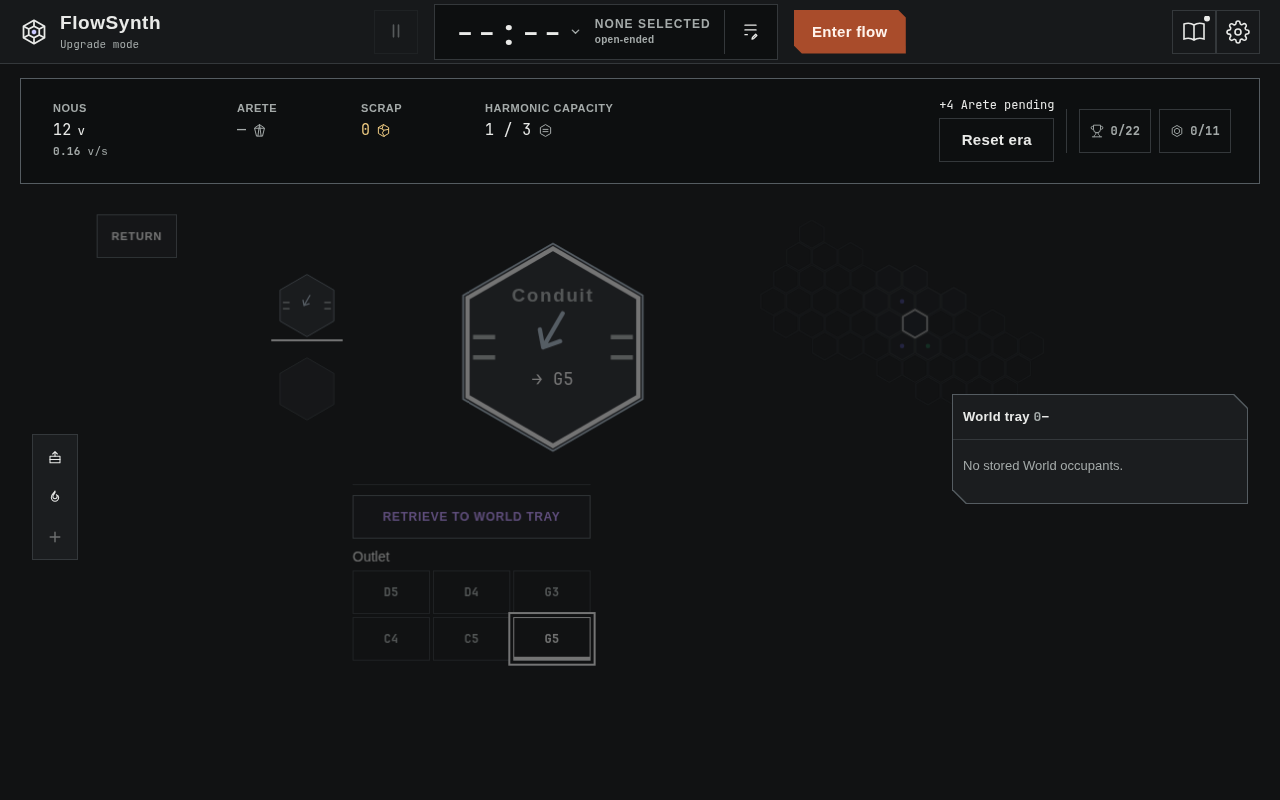 FlowSynth
Upgrade mode
--:--
NONE SELECTED
open-ended
Enter flow
NOUS
12 v
0.16 v/s
ARETE
—
SCRAP
0
HARMONIC CAPACITY
1 / 3
+4 Arete pending
Reset era
0/22
0/11
RETURN
Conduit
→ G5
World tray 0—
No stored World occupants.
RETRIEVE TO WORLD TRAY
Outlet
D5 D4 G3
C4 C5 G5